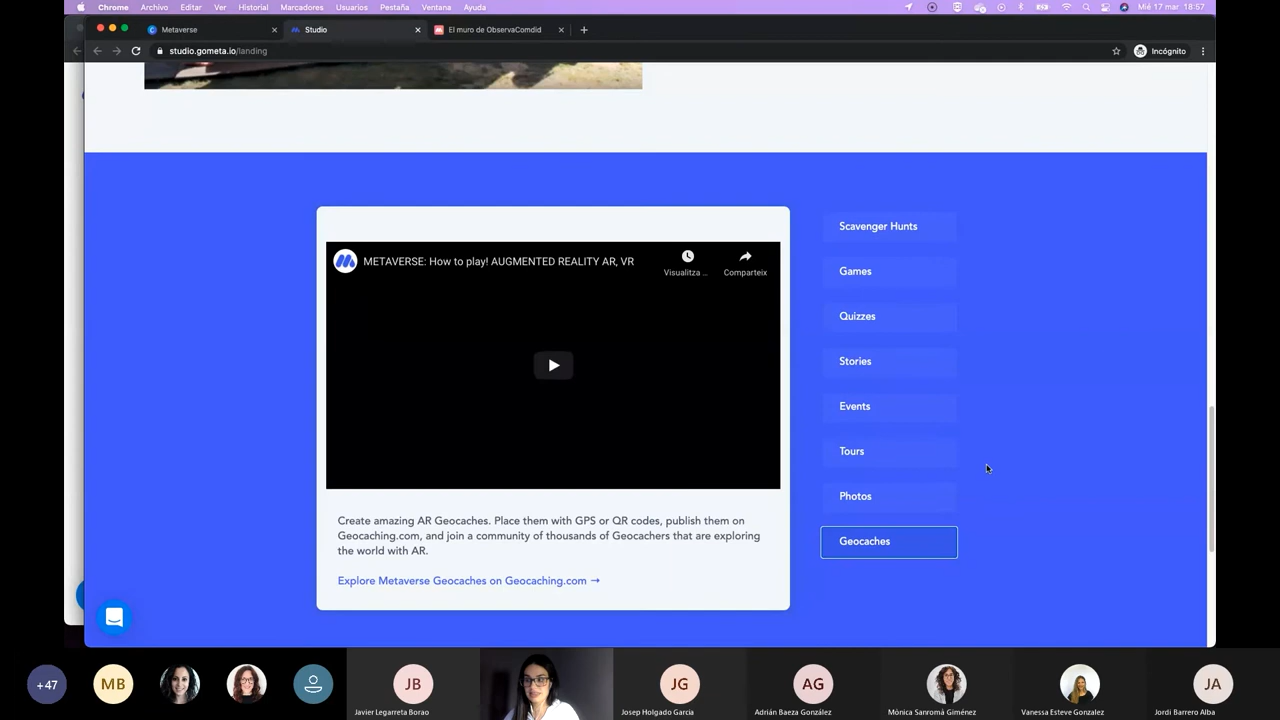 Chrome Archivo Editar Ver Historial Marcadores Usuarios Pestaña Ventana Ayuda
Mié 17 mar 18:57
Metaverse
Studio
El muro de ObservaComdid
studio.gometa.io/landing
Incógnito
METAVERSE: How to play! AUGMENTED REALITY AR, VR
Visualitza ...
Comparteix
Create amazing AR Geocaches. Place them with GPS or QR codes, publish them on
Geocaching.com, and join a community of thousands of Geocachers that are exploring
the world with AR.
Explore Metaverse Geocaches on Geocaching.com →
Scavenger Hunts
Games
Quizzes
Stories
Events
Tours
Photos
Geocaches
+47
MB
JB
JG
AG
JA
Javier Legarreta Borao
Josep Holgado Garcia
Adrián Baeza González
Mònica Sanromà Giménez
Vanessa Esteve Gonzalez
Jordi Barrero Alba